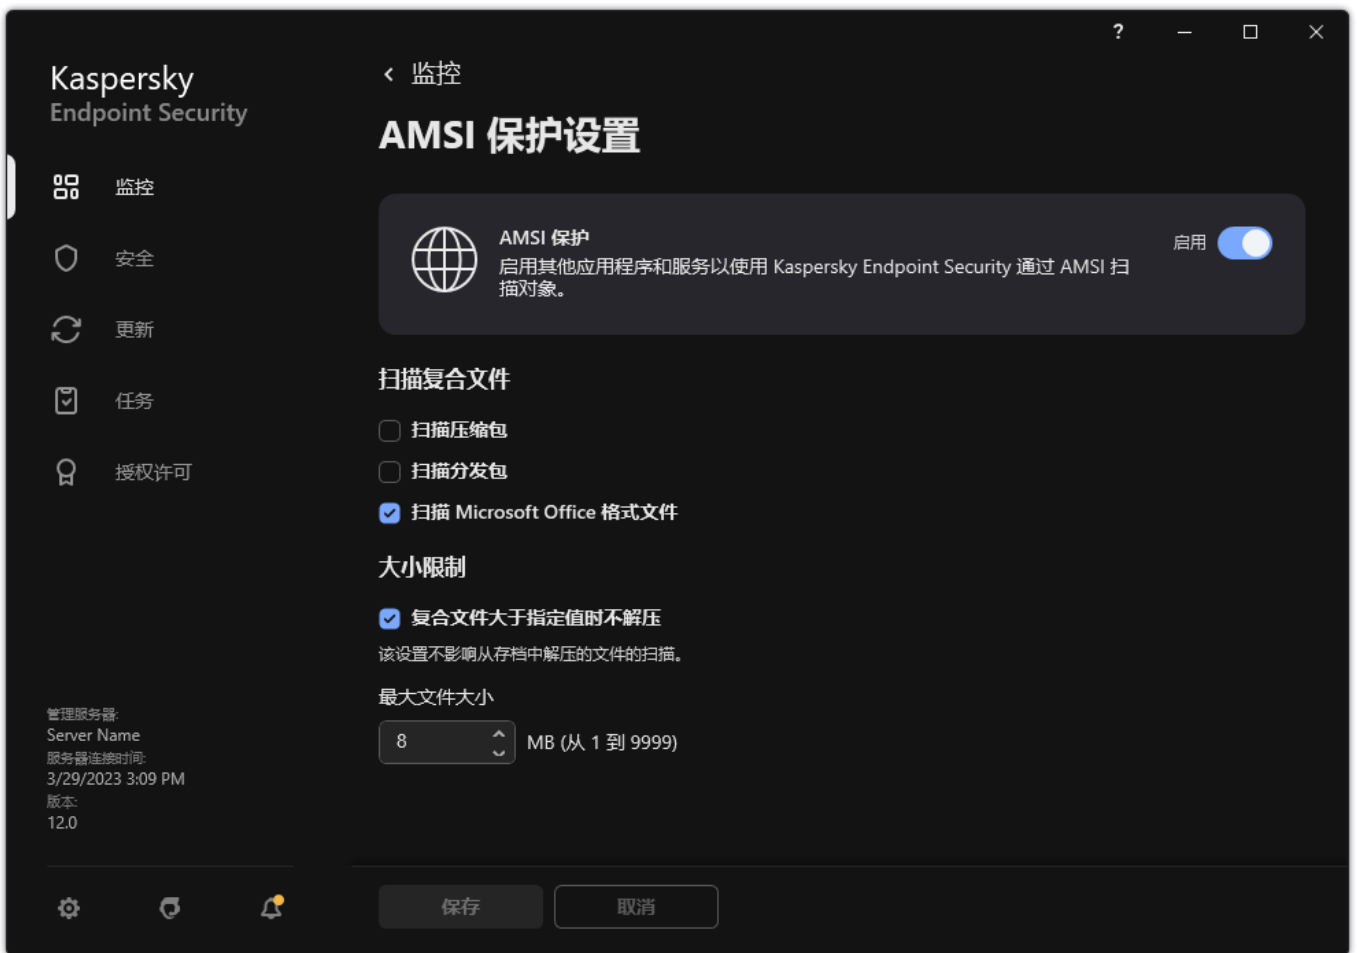 ?
Kaspersky
Endpoint Security
监控
安全
更新
任务
授权许可
管理服务器:
Server Name
服务器连接时间:
3/29/2023 3:09 PM
版本:
12.0
监控
AMSI 保护设置
AMSI 保护
启用其他应用程序和服务以使用 Kaspersky Endpoint Security 通过 AMSI 扫
描对象。
启用
扫描复合文件
扫描压缩包
扫描分发包
扫描 Microsoft Office 格式文件
大小限制
复合文件大于指定值时不解压
该设置不影响从存档中解压的文件的扫描。
最大文件大小
8 MB (从 1 到 9999)
保存
取消